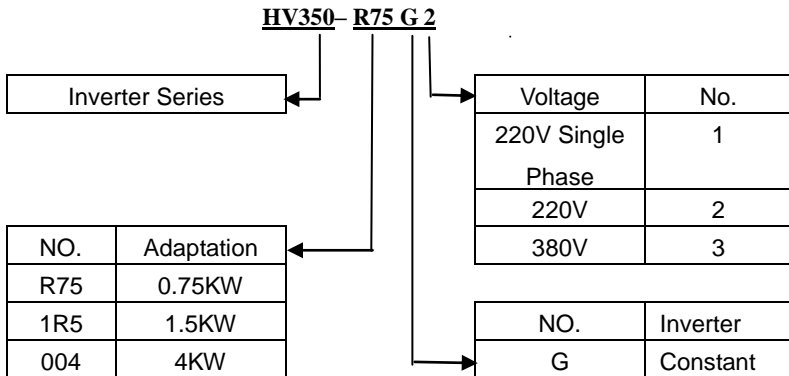 HV350– R75 G 2
Inverter Series
Voltage No.
220V Single Phase 1
220V 2
380V 3
NO. Adaptation
R75 0.75KW
1R5 1.5KW
004 4KW
NO. Inverter
G Constant